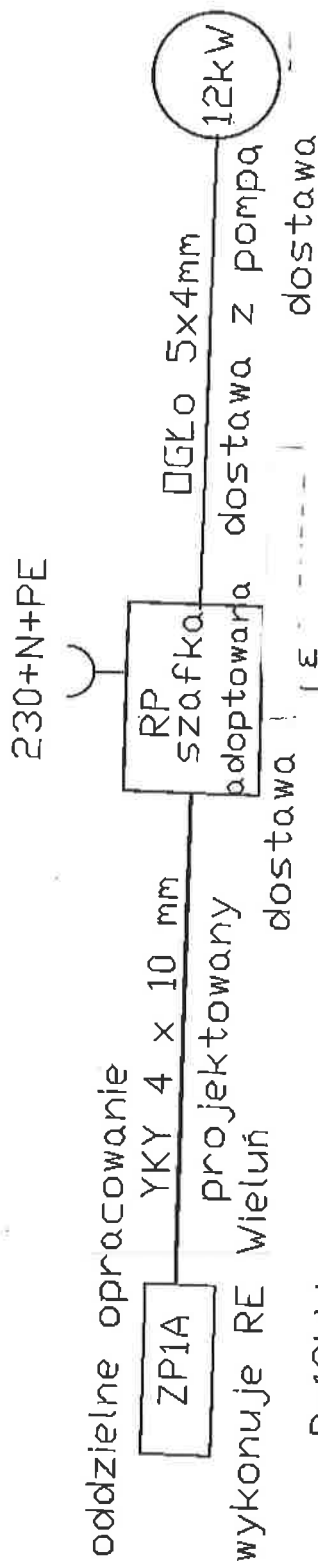 230+N+PE
oddzielne opracowanie
YKY 4 x 10 mm
OGŁo 5x4mm
ZP1A
RP
szafka
adoptowana
12kW
projektowany
dostawa z pompą
wykonuje RE Wieluń
dostawa
dostawa